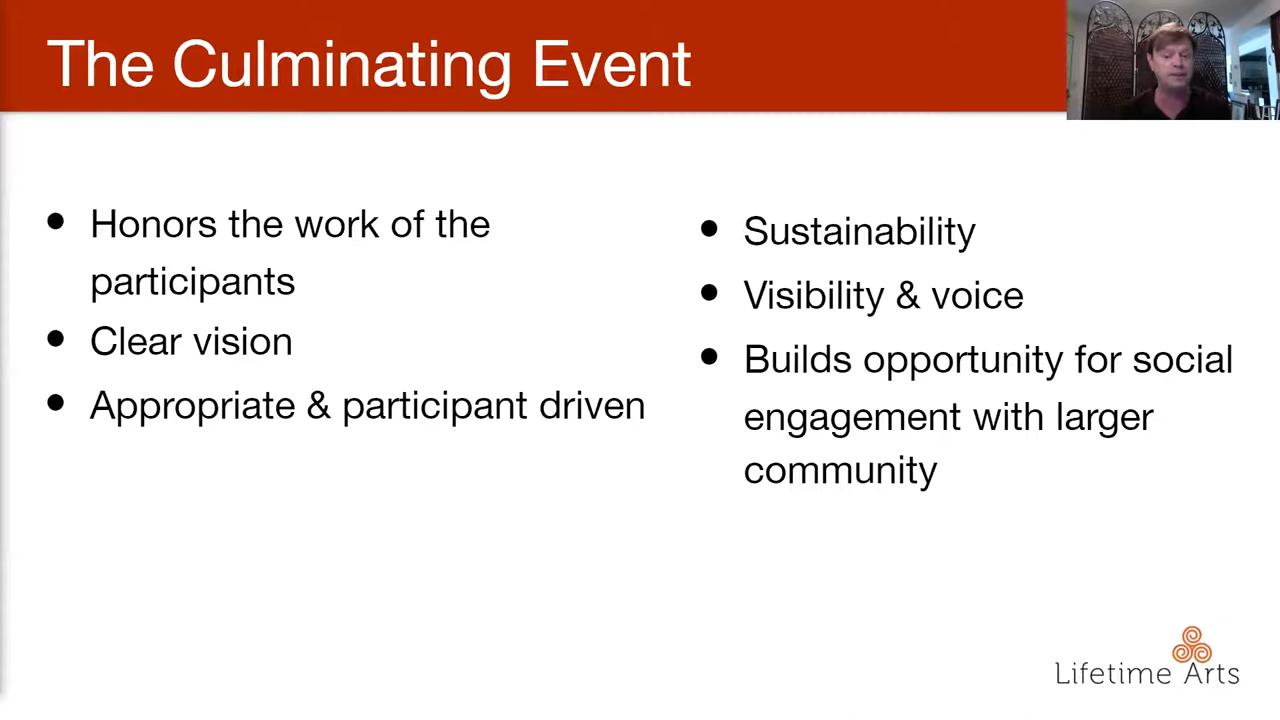 The Culminating Event
• Honors the work of the
participants
• Clear vision
• Appropriate & participant driven
• Sustainability
• Visibility & voice
• Builds opportunity for social
engagement with larger
community
Lifetime Arts